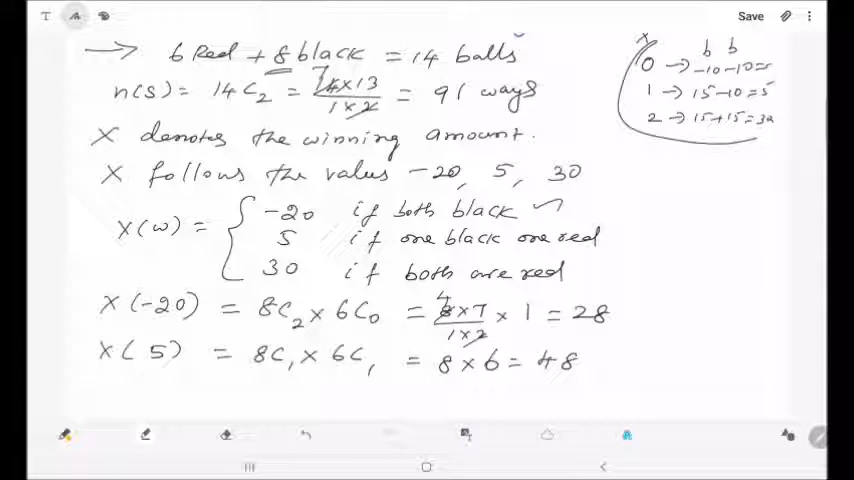 T
Save
→ 6 Red + 8 black = 14 balls
n(s) = 14C₂ = 14×13 / 1×2 = 91 ways
X denotes the winning amount.
X follows the value -20, 5, 30
X(w) = { -20 if both black ✓
5 if one black one red
30 if both are red
X(-20) = 8C₂ × 6C₀ = 8×7 / 1×2 × 1 = 28
X(5) = 8C₁ × 6C₁ = 8×6 = 48
X b b
0 → -10-10=
1 → 15-10=5
2 → 15+15=30